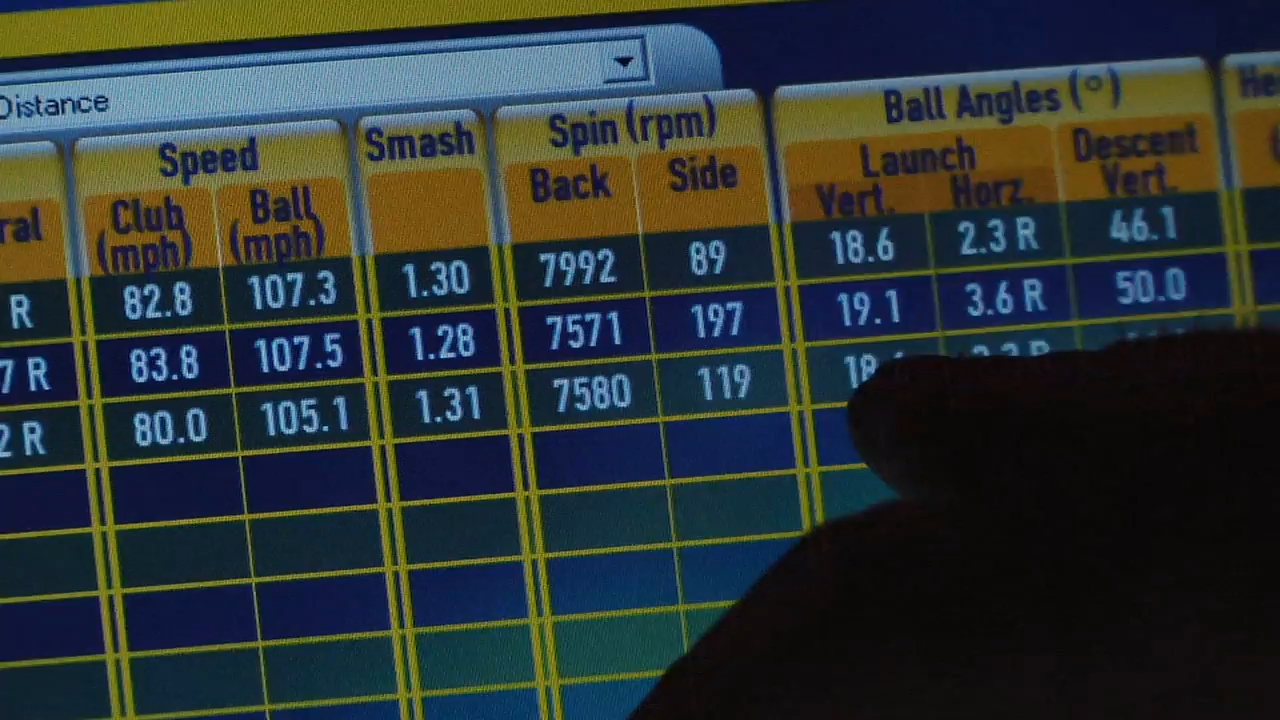 Distance
Speed Smash Spin (rpm) Ball Angles (°) He
ral Club (mph) Ball (mph) Back Side Launch Vert. Horz. Descent Vert.
R 82.8 107.3 1.30 7992 89 18.6 2.3 R 46.1
7 R 83.8 107.5 1.28 7571 197 19.1 3.6 R 50.0
2 R 80.0 105.1 1.31 7580 119 18